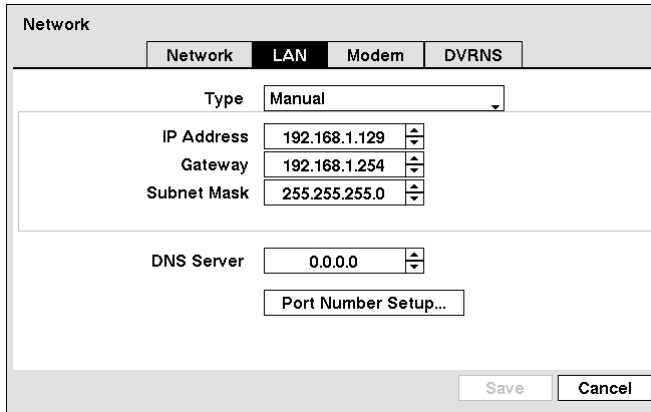 Network
Network LAN Modem DVRNS
Type Manual
IP Address 192.168.1.129
Gateway 192.168.1.254
Subnet Mask 255.255.255.0
DNS Server 0.0.0.0
Port Number Setup...
Save Cancel